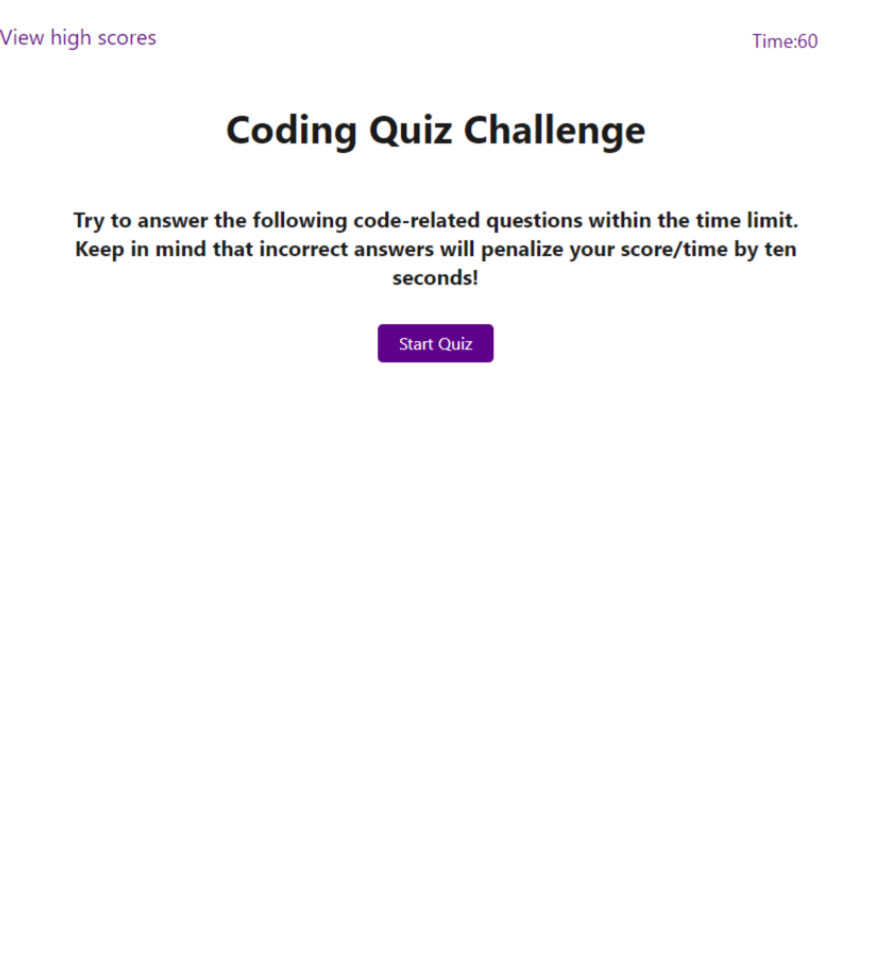 View high scores
Time:60
Coding Quiz Challenge
Try to answer the following code-related questions within the time limit.
Keep in mind that incorrect answers will penalize your score/time by ten
seconds!
Start Quiz